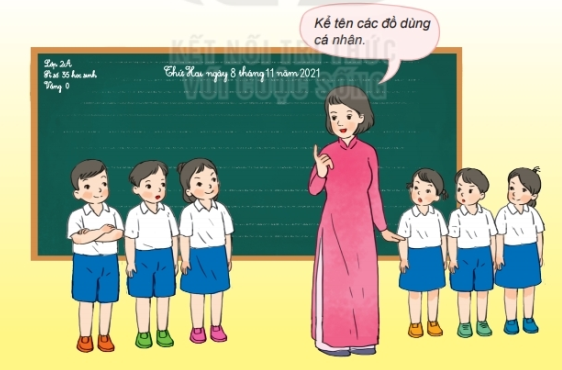 Kể tên các đồ dùng
cá nhân.
KẾT NỐI TRI THỨC
VỚI CUỘC SỐNG
Lớp 2A
Sĩ số 35 học sinh
Vắng 0
Thứ Hai ngày 8 tháng 11 năm 2021